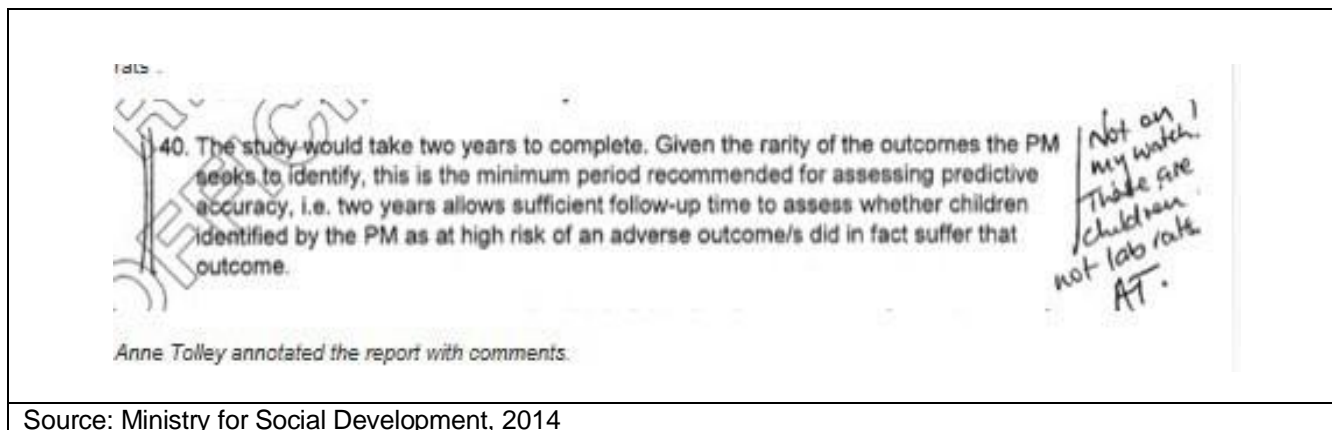 40. The study would take two years to complete. Given the rarity of the outcomes the PM
seeks to identify, this is the minimum period recommended for assessing predictive
accuracy, i.e. two years allows sufficient follow-up time to assess whether children
identified by the PM as at high risk of an adverse outcome/s did in fact suffer that
outcome.
Not on
my watch.
These are
children
not lab rats.
AT.
Anne Tolley annotated the report with comments.
Source: Ministry for Social Development, 2014